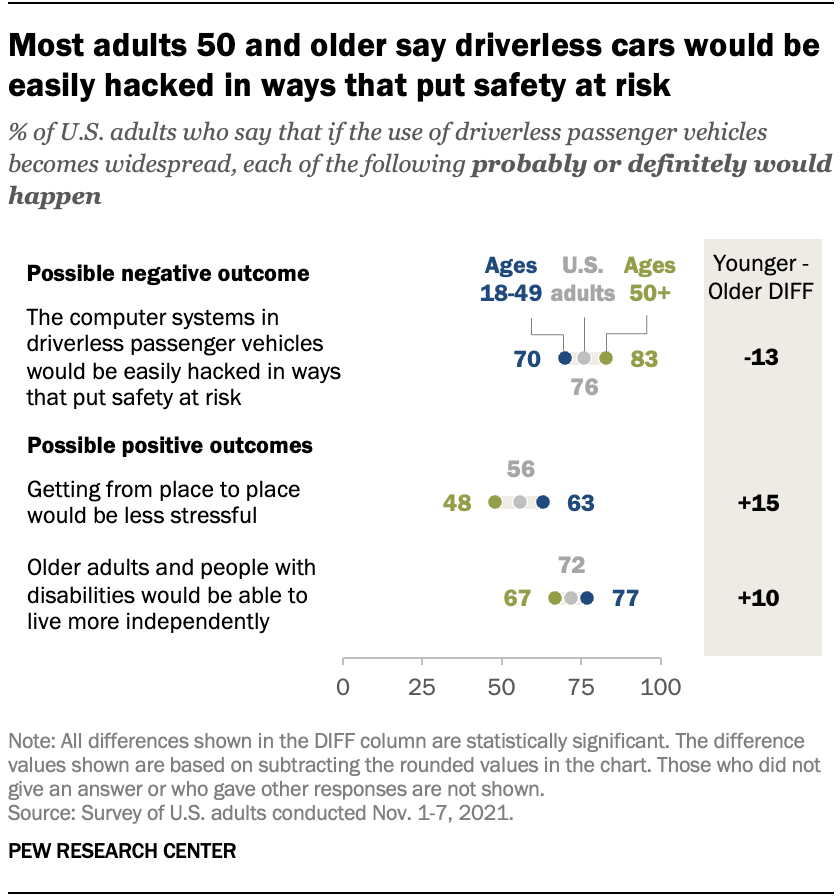 Most adults 50 and older say driverless cars would be
easily hacked in ways that put safety at risk
% of U.S. adults who say that if the use of driverless passenger vehicles
becomes widespread, each of the following probably or definitely would
happen
Possible negative outcome
Ages
18-49
U.S.
adults
Ages
50+
Younger -
Older DIFF
The computer systems in
driverless passenger vehicles
would be easily hacked in ways
that put safety at risk
70
83
76
-13
Possible positive outcomes
56
Getting from place to place
would be less stressful
48
63
+15
72
Older adults and people with
disabilities would be able to
live more independently
67
77
+10
0 25 50 75 100
Note: All differences shown in the DIFF column are statistically significant. The difference
values shown are based on subtracting the rounded values in the chart. Those who did not
give an answer or who gave other responses are not shown.
Source: Survey of U.S. adults conducted Nov. 1-7, 2021.
PEW RESEARCH CENTER